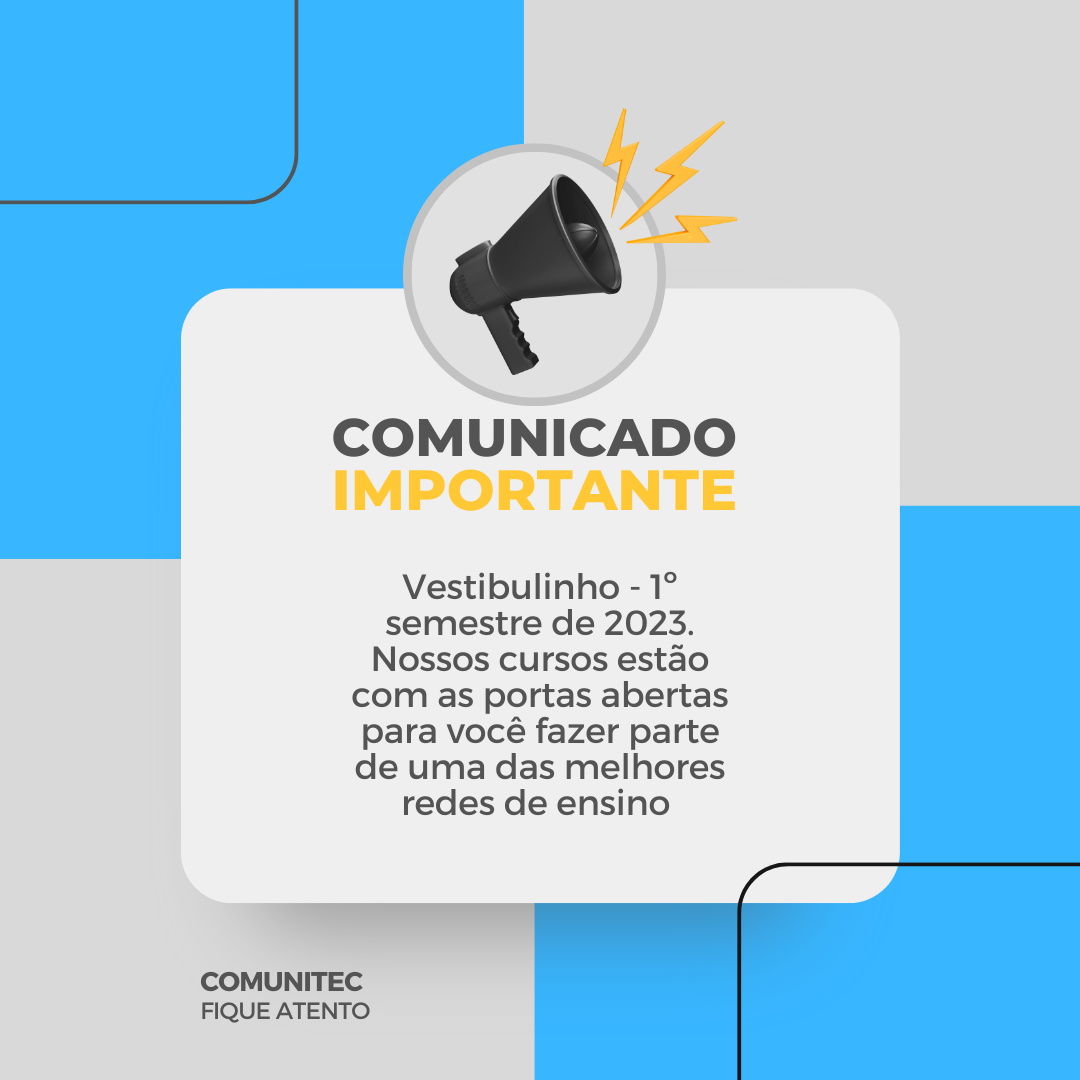 COMUNICADO
IMPORTANTE
Vestibulinho - 1º
semestre de 2023.
Nossos cursos estão
com as portas abertas
para você fazer parte
de uma das melhores
redes de ensino
COMUNITEC
FIQUE ATENTO